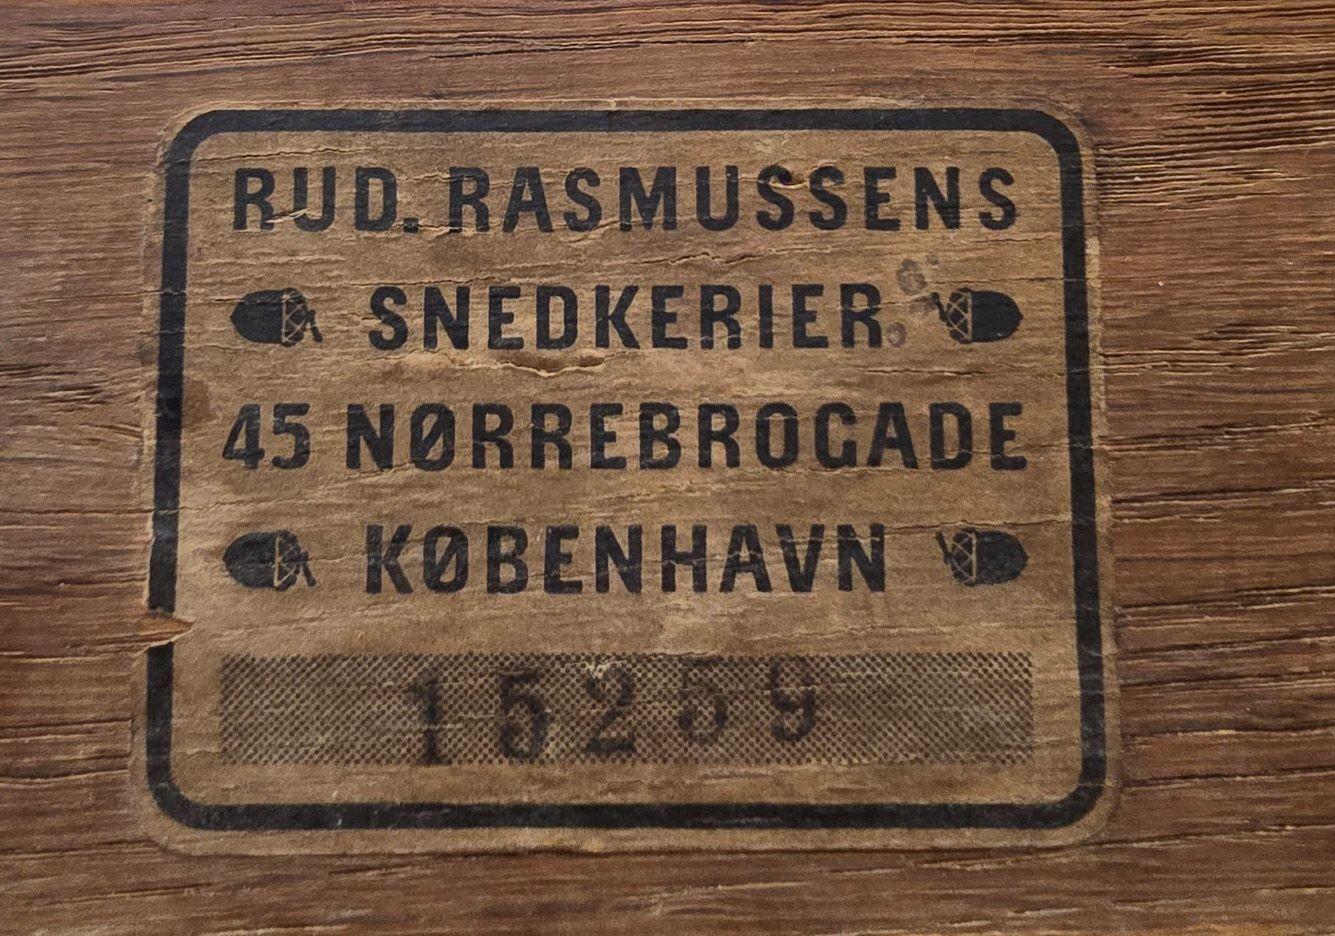 RUD. RASMUSSENS
SNEDKERIER
45 NØRREBROGADE
KØBENHAVN
15259